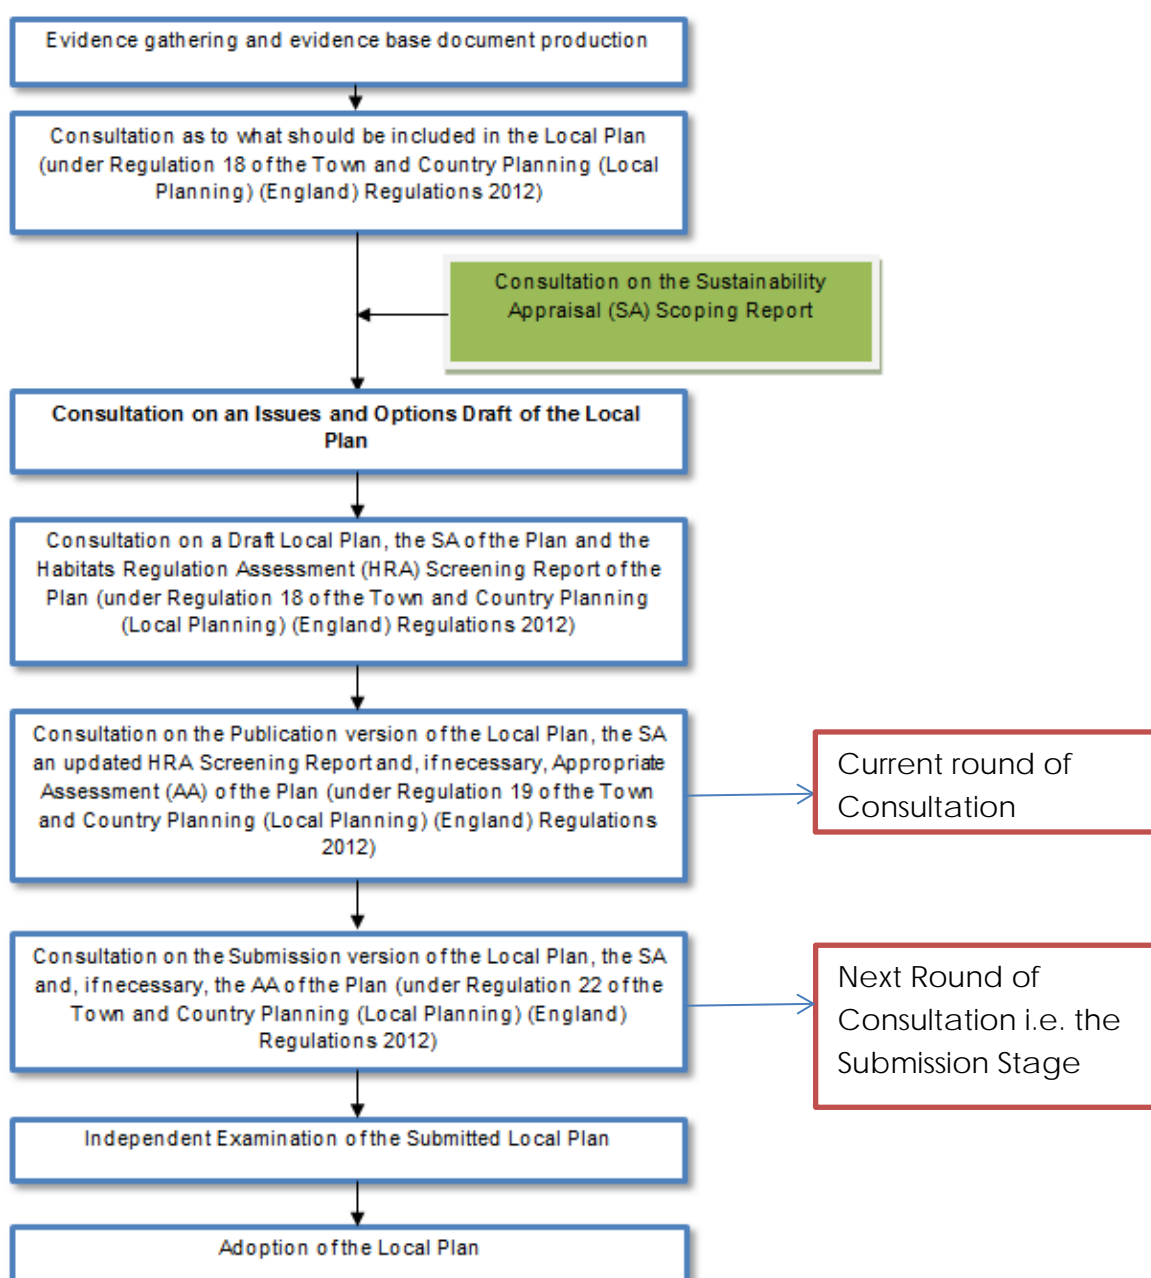 Evidence gathering and evidence base document production
Consultation as to what should be included in the Local Plan
(under Regulation 18 of the Town and Country Planning (Local
Planning) (England) Regulations 2012)
Consultation on the Sustainability
Appraisal (SA) Scoping Report
Consultation on an Issues and Options Draft of the Local
Plan
Consultation on a Draft Local Plan, the SA of the Plan and the
Habitats Regulation Assessment (HRA) Screening Report of the
Plan (under Regulation 18 of the Town and Country Planning
(Local Planning) (England) Regulations 2012)
Consultation on the Publication version of the Local Plan, the SA
an updated HRA Screening Report and, if necessary, Appropriate
Assessment (AA) of the Plan (under Regulation 19 of the Town
and Country Planning (Local Planning) (England) Regulations
2012)
Current round of
Consultation
Consultation on the Submission version of the Local Plan, the SA
and, if necessary, the AA of the Plan (under Regulation 22 of the
Town and Country Planning (Local Planning) (England)
Regulations 2012)
Next Round of
Consultation i.e. the
Submission Stage
Independent Examination of the Submitted Local Plan
Adoption of the Local Plan